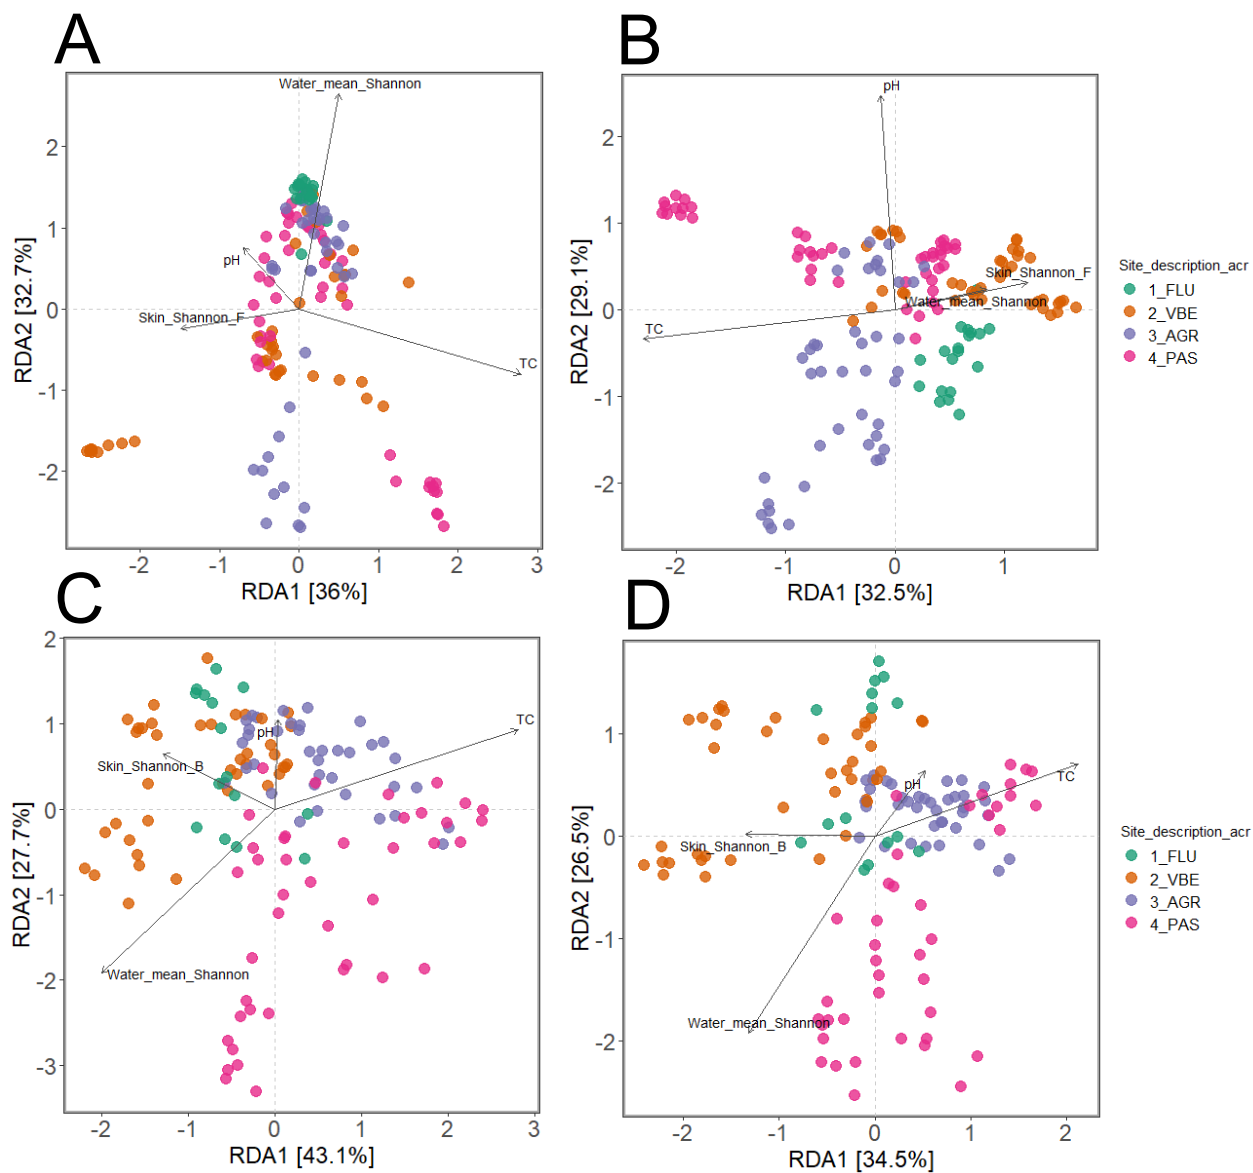 A
Water_mean_Shannon
2
1
0
-1
-2
pH
Skin_Shannon_F
TC
RDA2 [32.7%]
-2
-1
0
1
2
3
RDA1 [36%]
B
pH
2
1
0
-1
-2
Skin_Shannon_F
Water_mean_Shannon
TC
RDA2 [29.1%]
-2
-1
0
1
RDA1 [32.5%]
Site_description_acr
1_FLU
2_VBE
3_AGR
4_PAS
C
2
1
0
-1
-2
-3
TC
pH
Skin_Shannon_B
Water_mean_Shannon
RDA2 [27.7%]
-2
-1
0
1
2
3
RDA1 [43.1%]
D
1
0
-1
-2
pH
TC
Skin_Shannon_B
Water_mean_Shannon
RDA2 [26.5%]
-2
-1
0
1
2
RDA1 [34.5%]
Site_description_acr
1_FLU
2_VBE
3_AGR
4_PAS